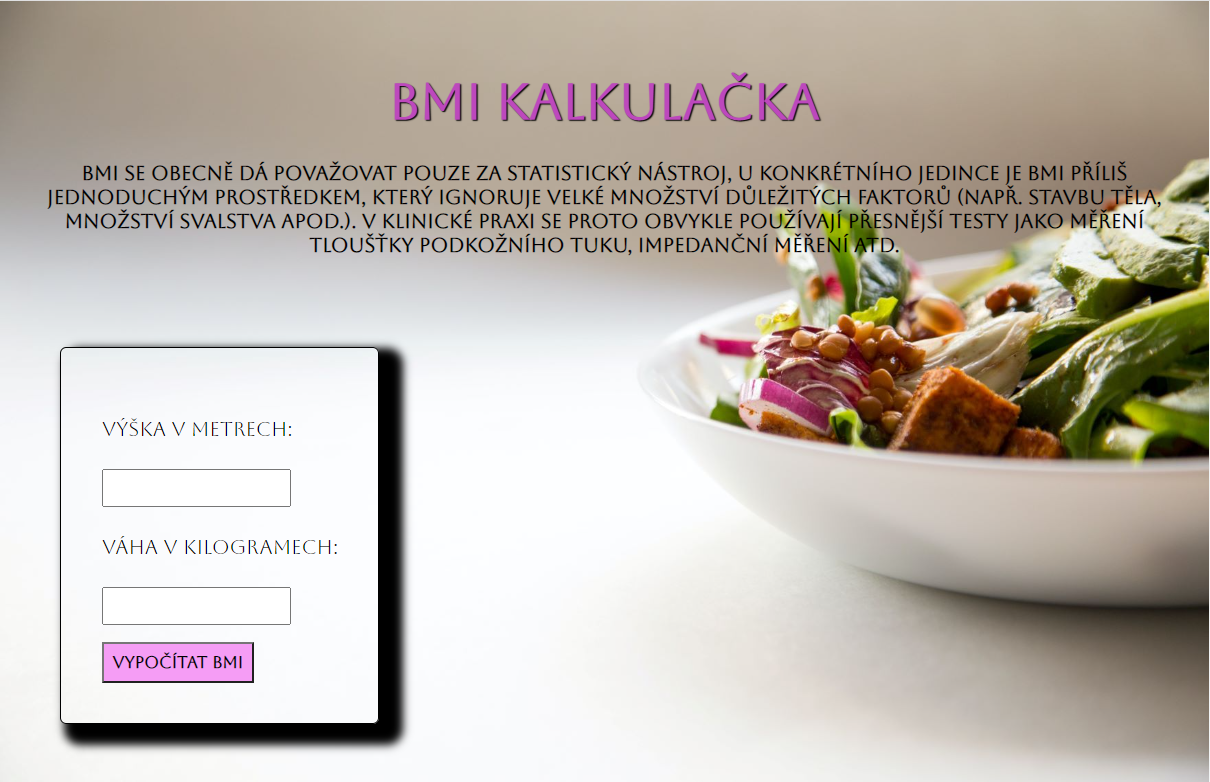 BMI KALKULAČKA
BMI SE OBECNĚ DÁ POVAŽOVAT POUZE ZA STATISTICKÝ NÁSTROJ, U KONKRÉTNÍHO JEDINCE JE BMI PŘÍLIŠ
JEDNODUCHÝM PROSTŘEDKEM, KTERÝ IGNORUJE VELKÉ MNOŽSTVÍ DŮLEŽITÝCH FAKTORŮ (NAPŘ. STAVBU TĚLA,
MNOŽSTVÍ SVALSTVA APOD.). V KLINICKÉ PRAXI SE PROTO OBVYKLE POUŽÍVAJÍ PŘESNĚJŠÍ TESTY JAKO MĚŘENÍ
TLOUŠŤKY PODKOŽNÍHO TUKU, IMPEDANČNÍ MĚŘENÍ ATD.
VÝŠKA V METRECH:
VÁHA V KILOGRAMECH:
VYPOČÍTAT BMI